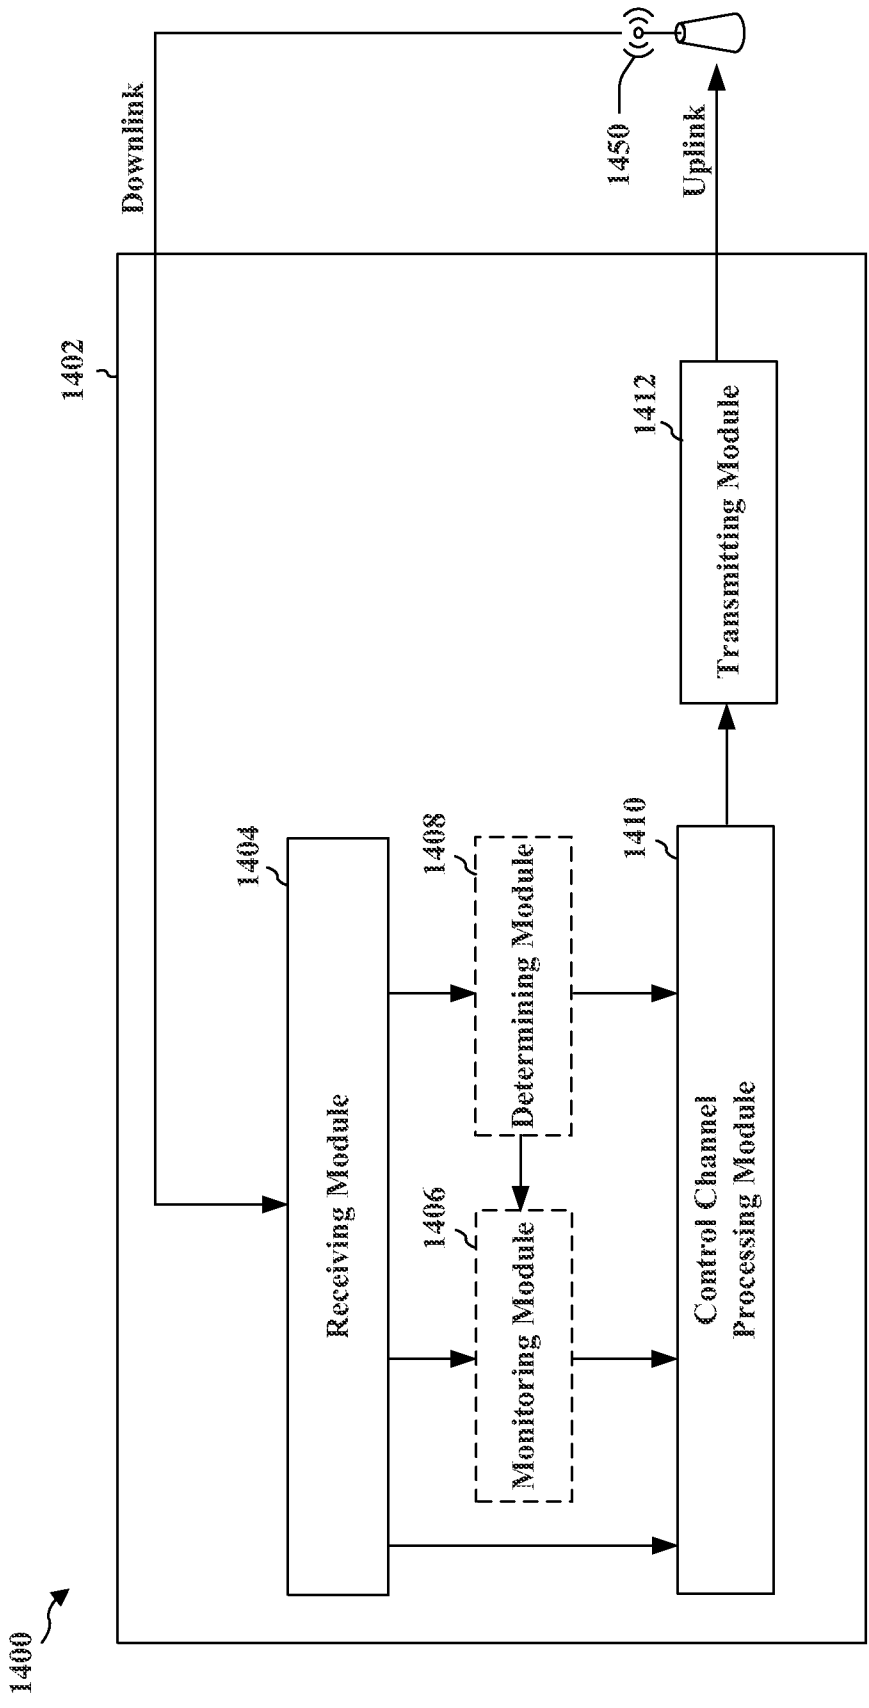 1400
1402
Downlink
1450
Uplink
1404
Receiving Module
1406
Monitoring Module
1408
Determining Module
1410
Control Channel
Processing Module
1412
Transmitting Module